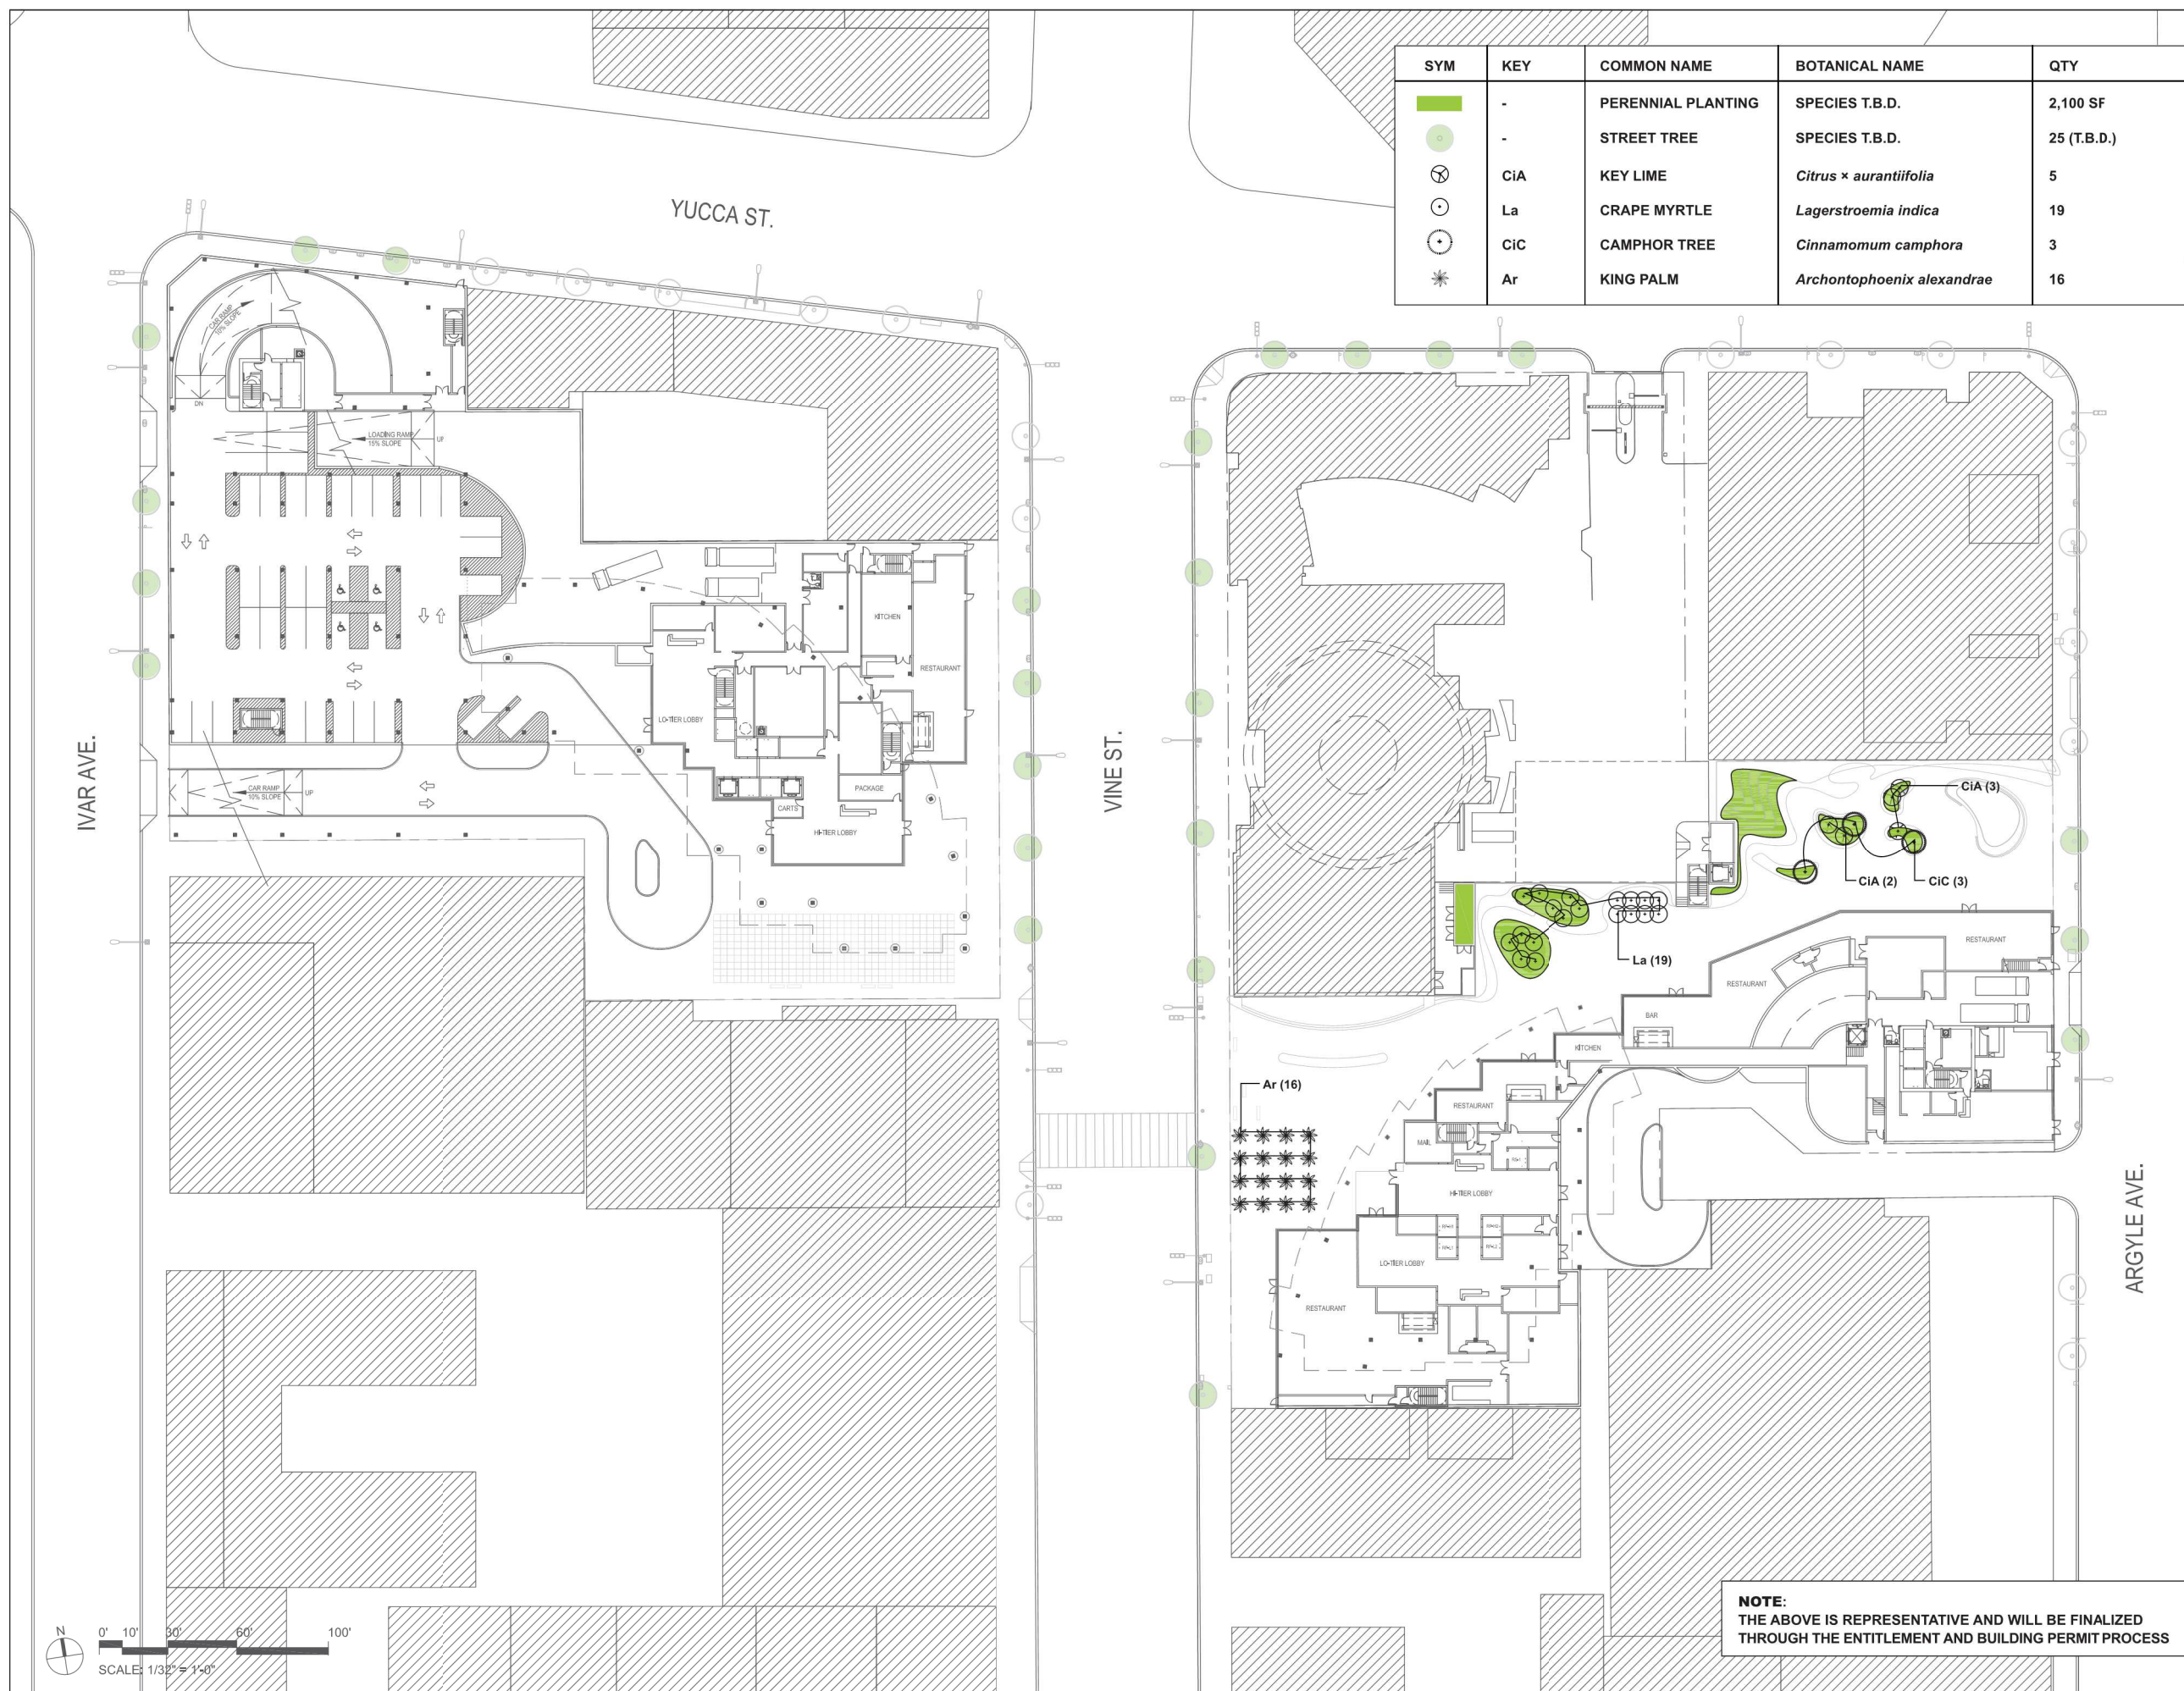 SYM KEY COMMON NAME BOTANICAL NAME QTY
- PERENNIAL PLANTING SPECIES T.B.D. 2,100 SF
- STREET TREE SPECIES T.B.D. 25 (T.B.D.)
CiA KEY LIME Citrus × aurantiifolia 5
La CRAPE MYRTLE Lagerstroemia indica 19
CiC CAMPHOR TREE Cinnamomum camphora 3
Ar KING PALM Archontophoenix alexandrae 16
YUCCA ST.
CAR RAMP
10% SLOPE
DN
LOADING RAMP
15% SLOPE
UP
KITCHEN
RESTAURANT
LO-TIER LOBBY
IVAR AVE.
VINE ST.
CAR RAMP
10% SLOPE
UP
PACKAGE
CARTS
HI-TIER LOBBY
CiA (3)
CiA (2)
CiC (3)
La (19)
RESTAURANT
RESTAURANT
BAR
KITCHEN
Ar (16)
RESTAURANT
MAIL
HI-TIER LOBBY
LO-TIER LOBBY
RESTAURANT
ARGYLE AVE.
NOTE:
THE ABOVE IS REPRESENTATIVE AND WILL BE FINALIZED
THROUGH THE ENTITLEMENT AND BUILDING PERMIT PROCESS
N
0' 10' 30' 60' 100'
SCALE: 1/32" = 1'-0"